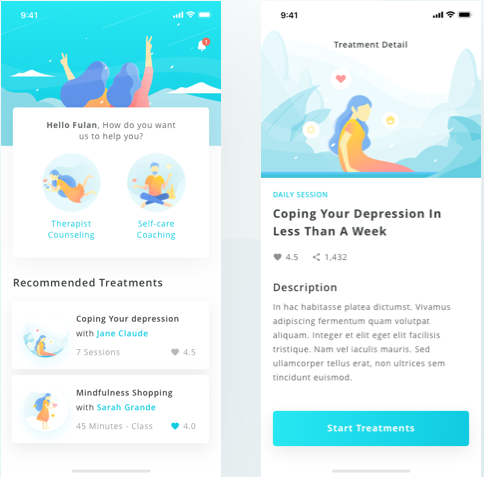 9:41
1
Hello Fulan, How do you want
us to help you?
Therapist
Counseling
Self-care
Coaching
Recommended Treatments
Coping Your depression
with Jane Claude
7 Sessions
4.5
Mindfulness Shopping
with Sarah Grande
45 Minutes - Class
4.0
9:41
Treatment Detail
DAILY SESSION
Coping Your Depression In
Less Than A Week
4.5
1,432
Description
In hac habitasse platea dictumst. Vivamus
adipiscing fermentum quam volutpat
aliquam. Integer et elit eget elit facilisis
tristique. Nam vel iaculis mauris. Sed
ullamcorper tellus erat, non ultrices sem
tincidunt euismod.
Start Treatments